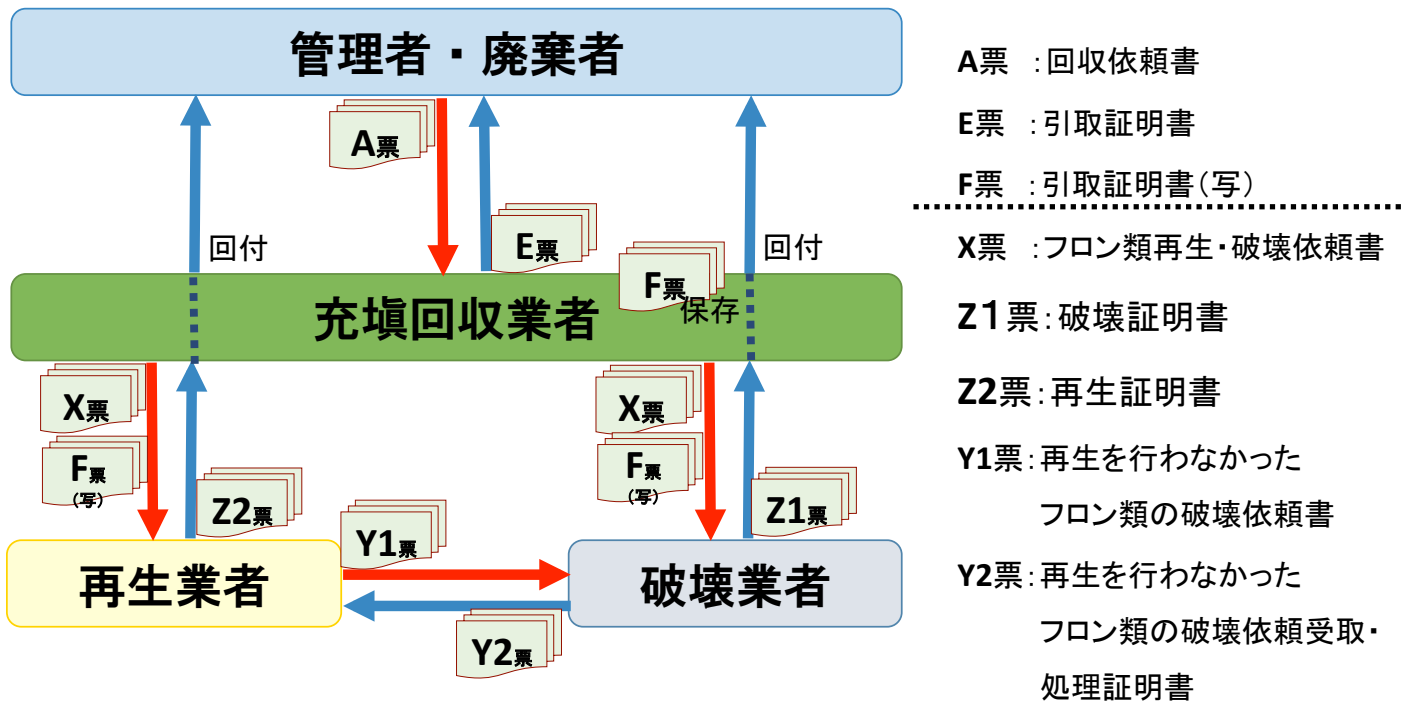 管理者・廃棄者
A票
E票
回付
回付
F票
保存
充塡回収業者
X票
F票
(写)
Z2票
X票
F票
(写)
Z1票
Y1票
再生業者
破壊業者
Y2票
A票 :回収依頼書
E票 :引取証明書
F票 :引取証明書(写)
X票 :フロン類再生・破壊依頼書
Z1票:破壊証明書
Z2票:再生証明書
Y1票:再生を行わなかった
フロン類の破壊依頼書
Y2票:再生を行わなかった
フロン類の破壊依頼受取・
処理証明書